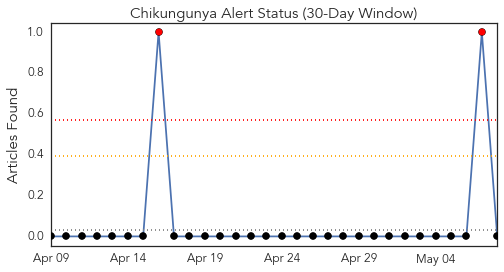 Chikungunya Alert Status (30-Day Window)
Articles Found
1.0
0.8
0.6
0.4
0.2
0.0
Apr 09 Apr 14 Apr 19 Apr 24 Apr 29 May 04